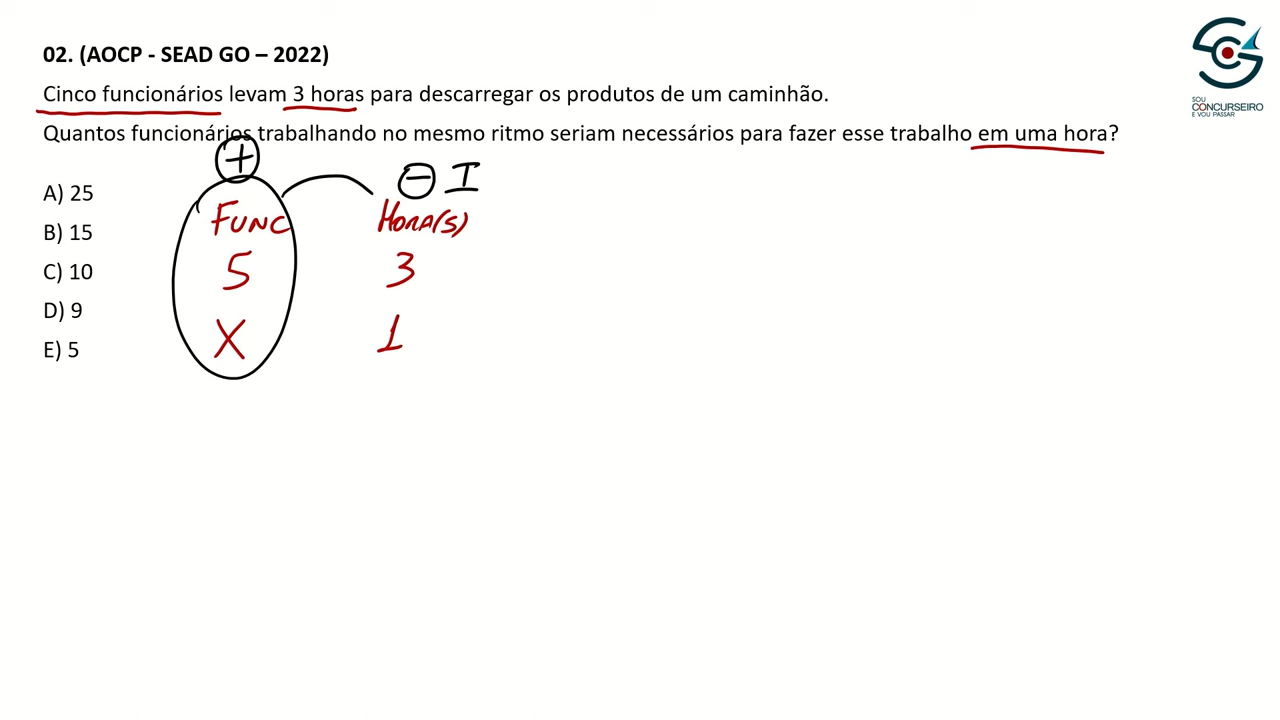 02. (AOCP - SEAD GO – 2022)
Cinco funcionários levam 3 horas para descarregar os produtos de um caminhão.
Quantos funcionários trabalhando no mesmo ritmo seriam necessários para fazer esse trabalho em uma hora?
A) 25
B) 15
C) 10
D) 9
E) 5
+
- I
FUNC HORA(S)
5 3
X 1
SOU
CONCURSEIRO
E VOU PASSAR